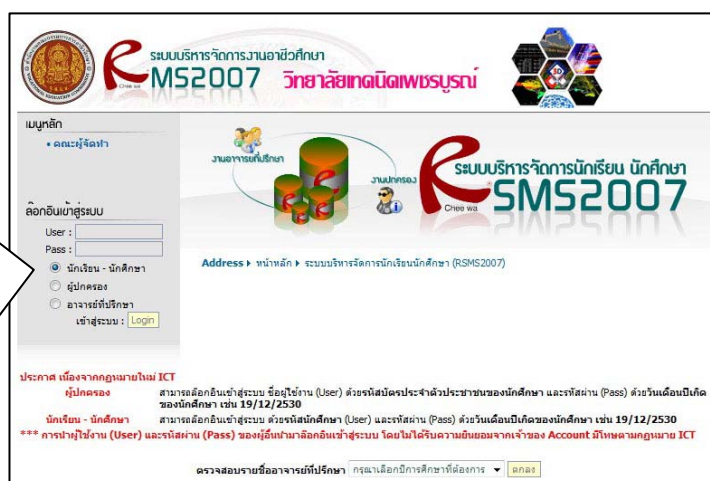 ระบบบริหารจัดการงานอาชีวศึกษา
RMS2007 วิทยาลัยเทคนิคเพชรบูรณ์
Chee wa
เมนูหลัก
คณะผู้จัดทำ
งานอาจารย์ที่ปรึกษา
งานปกครอง
ระบบบริหารจัดการนักเรียน นักศึกษา
RSMS2007
Chee wa
ล๊อกอินเข้าสู่ระบบ
User :
Pass :
นักเรียน - นักศึกษา
ผู้ปกครอง
อาจารย์ที่ปรึกษา
เข้าสู่ระบบ : Login
Address หน้าหลัก ระบบบริหารจัดการนักเรียนนักศึกษา (RSMS2007)
ประกาศ เนื่องจากกฎหมายใหม่ ICT
ผู้ปกครอง สามารถล๊อกอินเข้าสู่ระบบ ชื่อผู้ใช้งาน (User) ด้วยรหัสบัตรประจำตัวประชาชนของนักศึกษา และรหัสผ่าน (Pass) ด้วยวันเดือนปีเกิด
ของนักศึกษา เช่น 19/12/2530
นักเรียน - นักศึกษา สามารถล๊อกอินเข้าสู่ระบบ ด้วยรหัสนักศึกษา (User) และรหัสผ่าน (Pass) ด้วยวันเดือนปีเกิดของนักศึกษา เช่น 19/12/2530
*** การนำผู้ใช้งาน (User) และรหัสผ่าน (Pass) ของผู้อื่นนำมาล๊อกอินเข้าสู่ระบบ โดยไม่ได้รับความยินยอมจากเจ้าของ Account มีโทษตามกฎหมาย ICT
ตรวจสอบรายชื่ออาจารย์ที่ปรึกษา กรุณาเลือกปีการศึกษาที่ต้องการ ตกลง